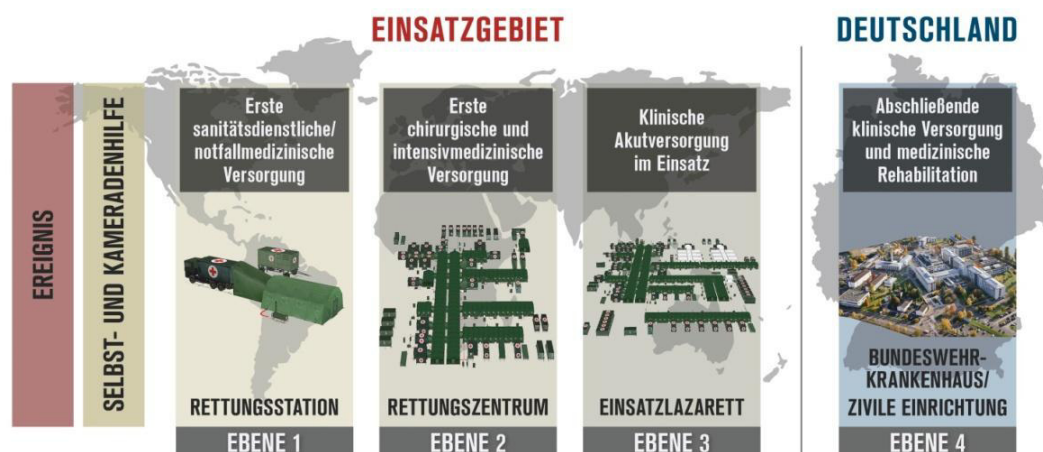 EINSATZGEBIET
DEUTSCHLAND
EREIGNIS
SELBST- UND KAMERADENHILFE
Erste
sanitätsdienstliche/
notfallmedizinische
Versorgung
RETTUNGSSTATION
EBENE 1
Erste
chirurgische und
intensivmedizinische
Versorgung
RETTUNGSZENTRUM
EBENE 2
Klinische
Akutversorgung
im Einsatz
EINSATZLAZARETT
EBENE 3
Abschließende
klinische Versorgung
und medizinische
Rehabilitation
BUNDESWEHR-
KRANKENHAUS/
ZIVILE EINRICHTUNG
EBENE 4